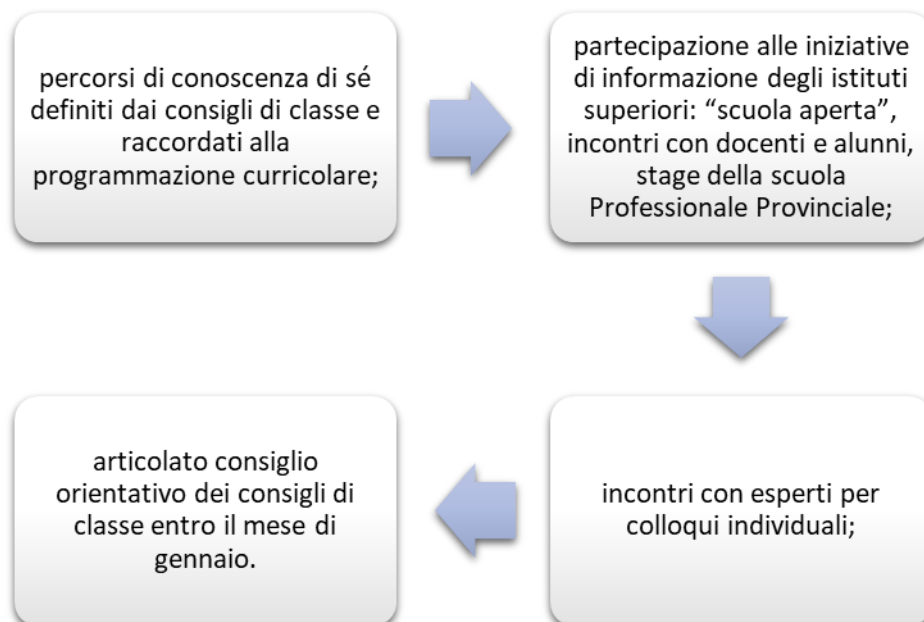 percorsi di conoscenza di sé
definiti dai consigli di classe e
raccordati alla
programmazione curricolare;
partecipazione alle iniziative
di informazione degli istituti
superiori: “scuola aperta”,
incontri con docenti e alunni,
stage della scuola
Professionale Provinciale;
incontri con esperti per
colloqui individuali;
articolato consiglio
orientativo dei consigli di
classe entro il mese di
gennaio.